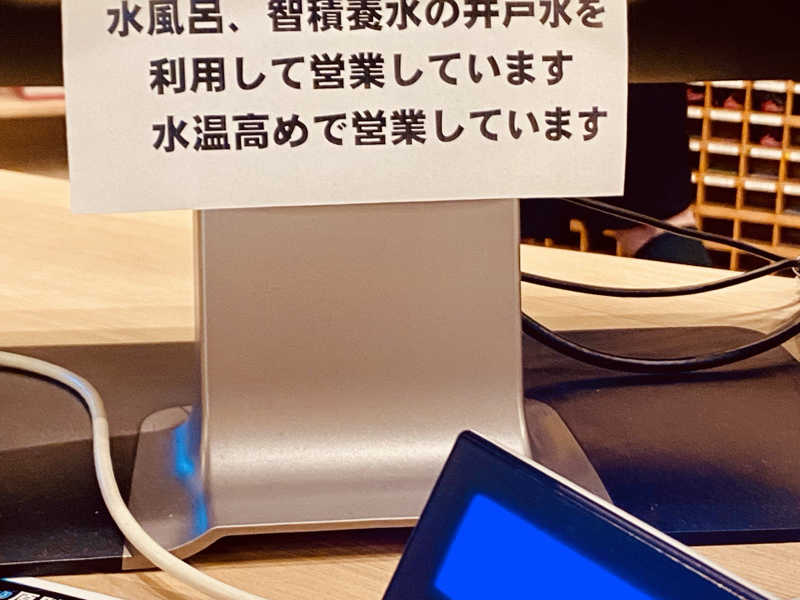 水風呂、智積養水の井戸水を
利用して営業しています
水温高めで営業しています